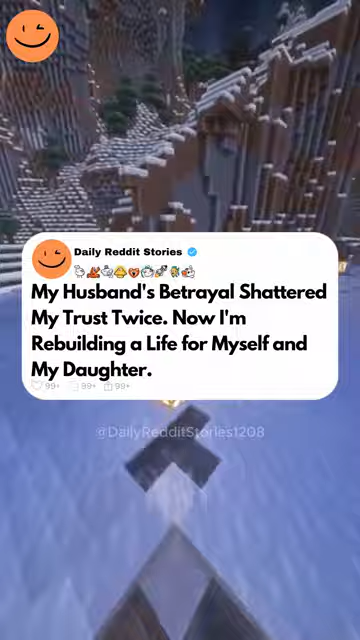 Daily Reddit Stories
My Husband's Betrayal Shattered
My Trust Twice. Now I'm
Rebuilding a Life for Myself and
My Daughter.
99+ 99+ 99+
@DailyRedditStories1208